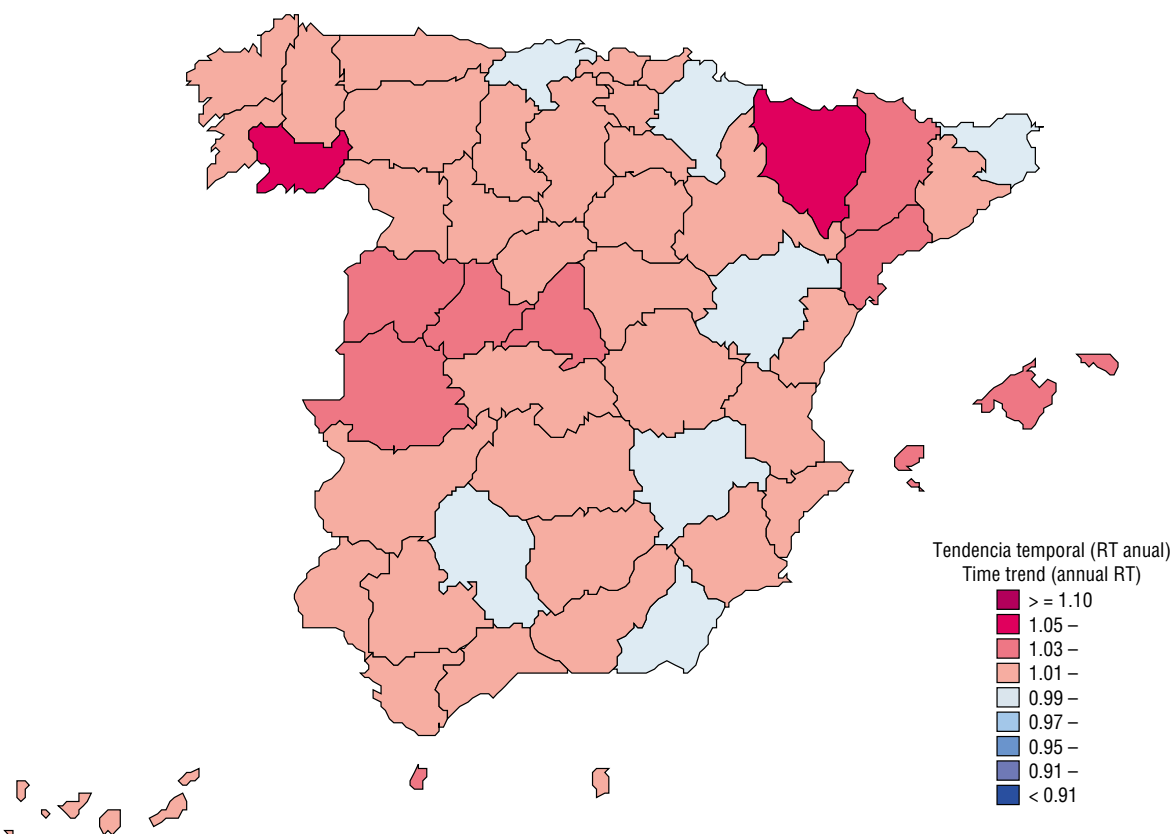 Tendencia temporal (RT anual)
Time trend (annual RT)
> = 1.10
1.05 –
1.03 –
1.01 –
0.99 –
0.97 –
0.95 –
0.91 –
< 0.91